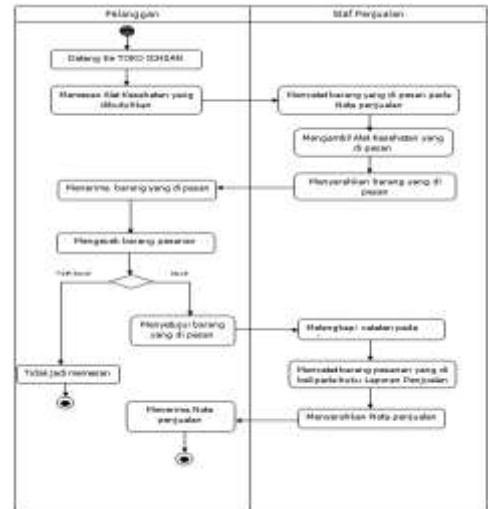 Pelanggan
Staf Penjualan
Datang Ke TOKO
Memesan Alat Kesehatan yang
dibutuhkan
Mencatat barang yang di pesan pada
Nota penjualan
Mengambil Alat Kesehatan yang
di pesan
Menyerahkan barang yang di
pesan
Menerima barang yang di pesan
Mengecek barang pesanan
Menyetujui barang
yang di pesan
Melengkapi catatan pada
Tidak jadi memesan
Mencatat barang pesanan yang di
beli pada buku Laporan Penjualan
Menerima Nota
penjualan
Menyerahkan Nota penjualan